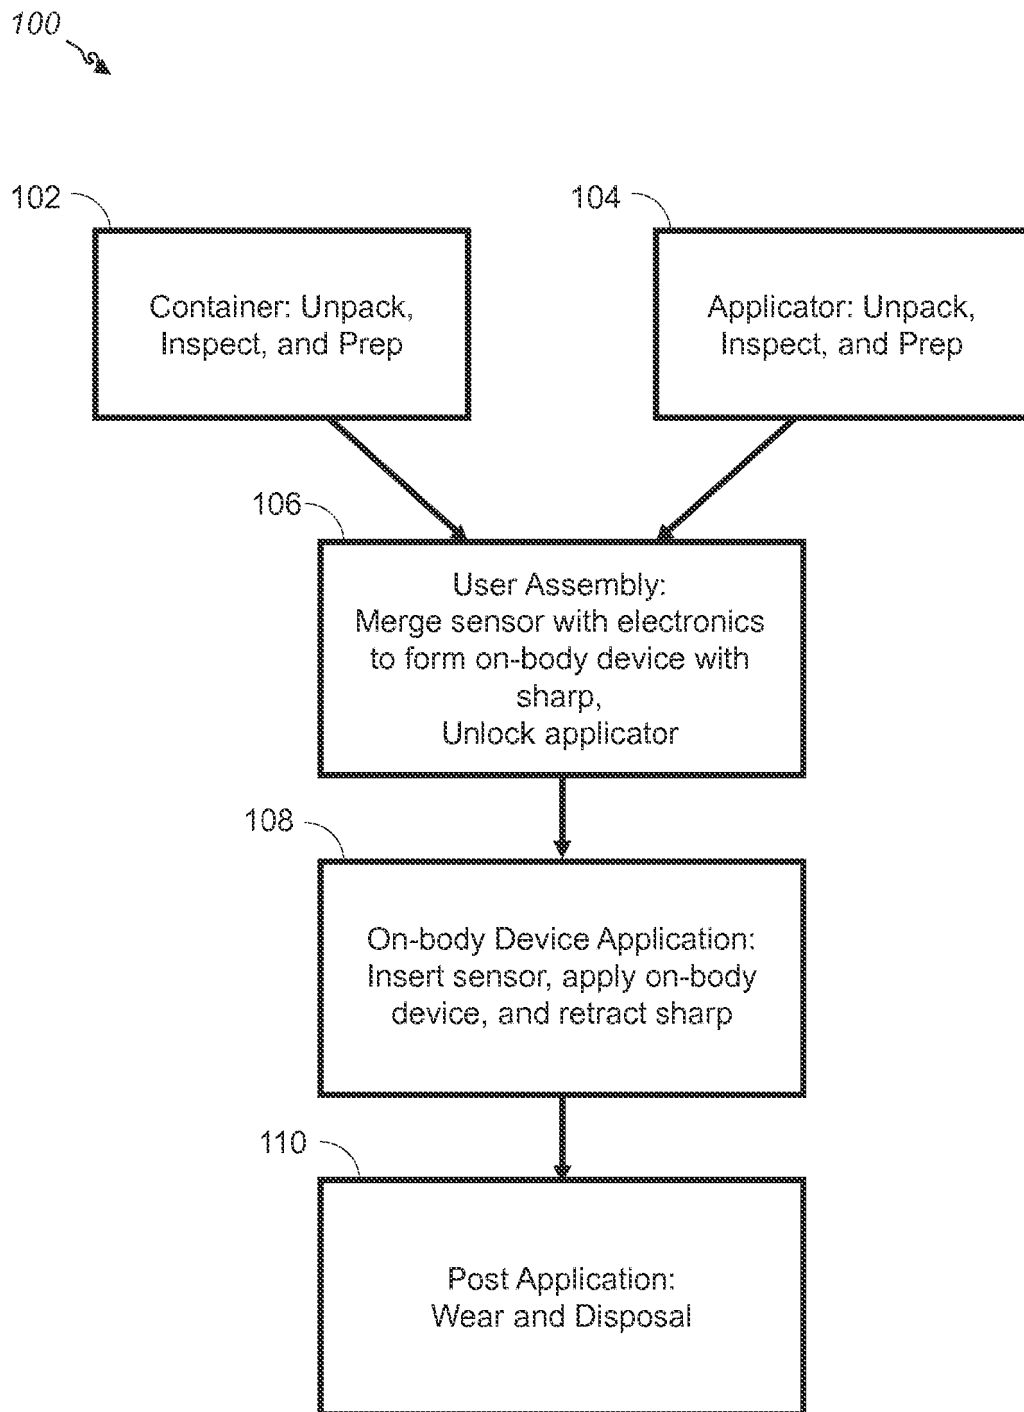 100
102
104
Container: Unpack,
Inspect, and Prep
Applicator: Unpack,
Inspect, and Prep
106
User Assembly:
Merge sensor with electronics
to form on-body device with
sharp,
Unlock applicator
108
On-body Device Application:
Insert sensor, apply on-body
device, and retract sharp
110
Post Application:
Wear and Disposal